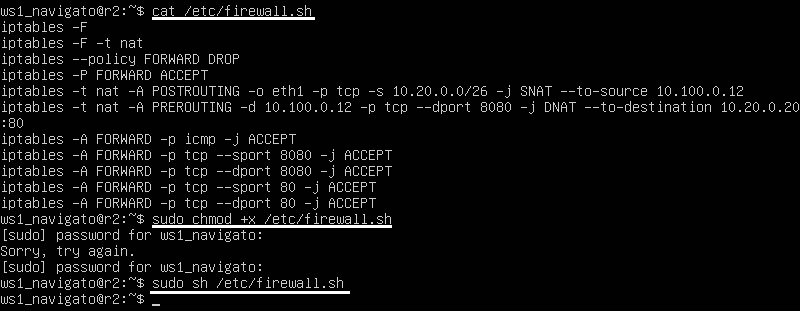 ws1_navigato@r2:~$ cat /etc/firewall.sh
iptables -F
iptables -F -t nat
iptables --policy FORWARD DROP
iptables -P FORWARD ACCEPT
iptables -t nat -A POSTROUTING -o eth1 -p tcp -s 10.20.0.0/26 -j SNAT --to-source 10.100.0.12
iptables -t nat -A PREROUTING -d 10.100.0.12 -p tcp --dport 8080 -j DNAT --to-destination 10.20.0.20
:80
iptables -A FORWARD -p icmp -j ACCEPT
iptables -A FORWARD -p tcp --sport 8080 -j ACCEPT
iptables -A FORWARD -p tcp --dport 8080 -j ACCEPT
iptables -A FORWARD -p tcp --sport 80 -j ACCEPT
iptables -A FORWARD -p tcp --dport 80 -j ACCEPT
ws1_navigato@r2:~$ sudo chmod +x /etc/firewall.sh
[sudo] password for ws1_navigato:
Sorry, try again.
[sudo] password for ws1_navigato:
ws1_navigato@r2:~$ sudo sh /etc/firewall.sh
ws1_navigato@r2:~$ _